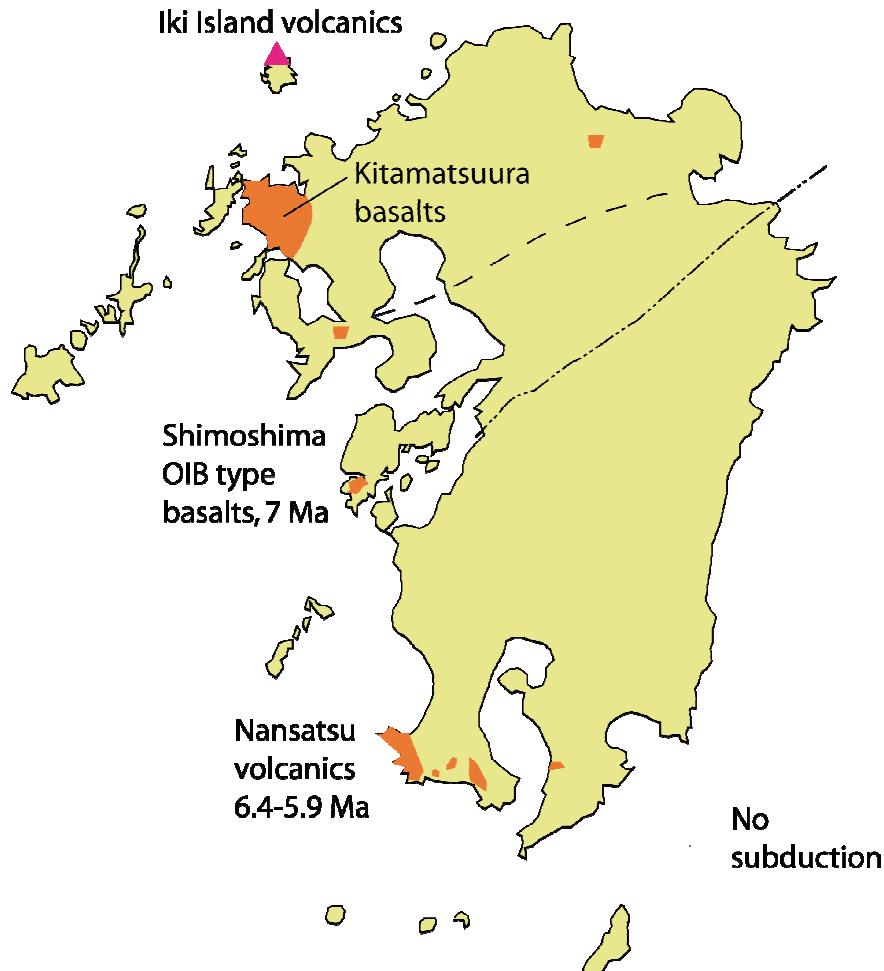 Iki Island volcanics
Kitamatsuura
basalts
Shimoshima
OIB type
basalts, 7 Ma
Nansatsu
volcanics
6.4-5.9 Ma
No
subduction